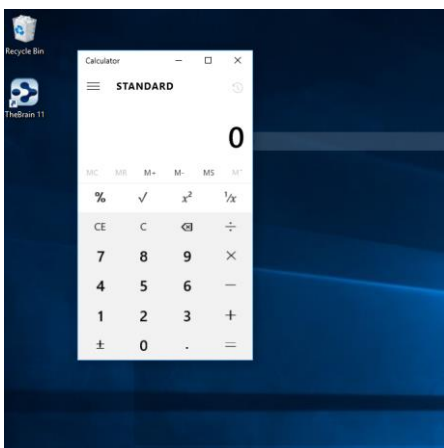 Recycle Bin
TheBrain 11
Calculator
STANDARD
0
MC MR M+ M- MS M˅
% √ x² ¹/x
CE C ÷
7 8 9 ×
4 5 6 −
1 2 3 +
± 0 . =